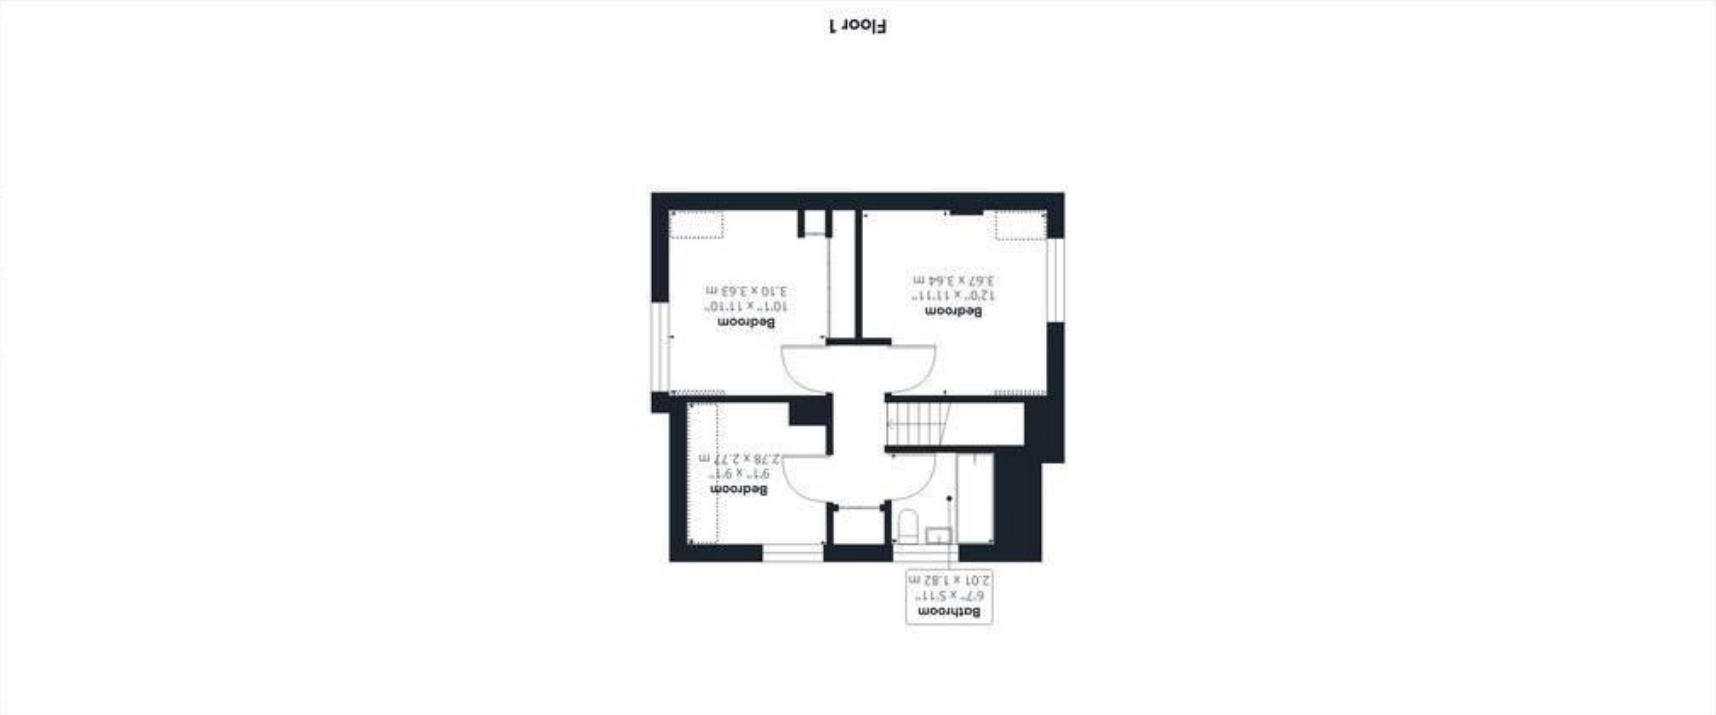 Bathroom
6'7" x 5'11"
2.01 x 1.82 m
Bedroom
9'1" x 9'1"
2.78 x 2.77 m
Bedroom
12'0" x 11'11"
3.67 x 3.64 m
Bedroom
10'1" x 11'10"
3.10 x 3.63 m
Floor 1